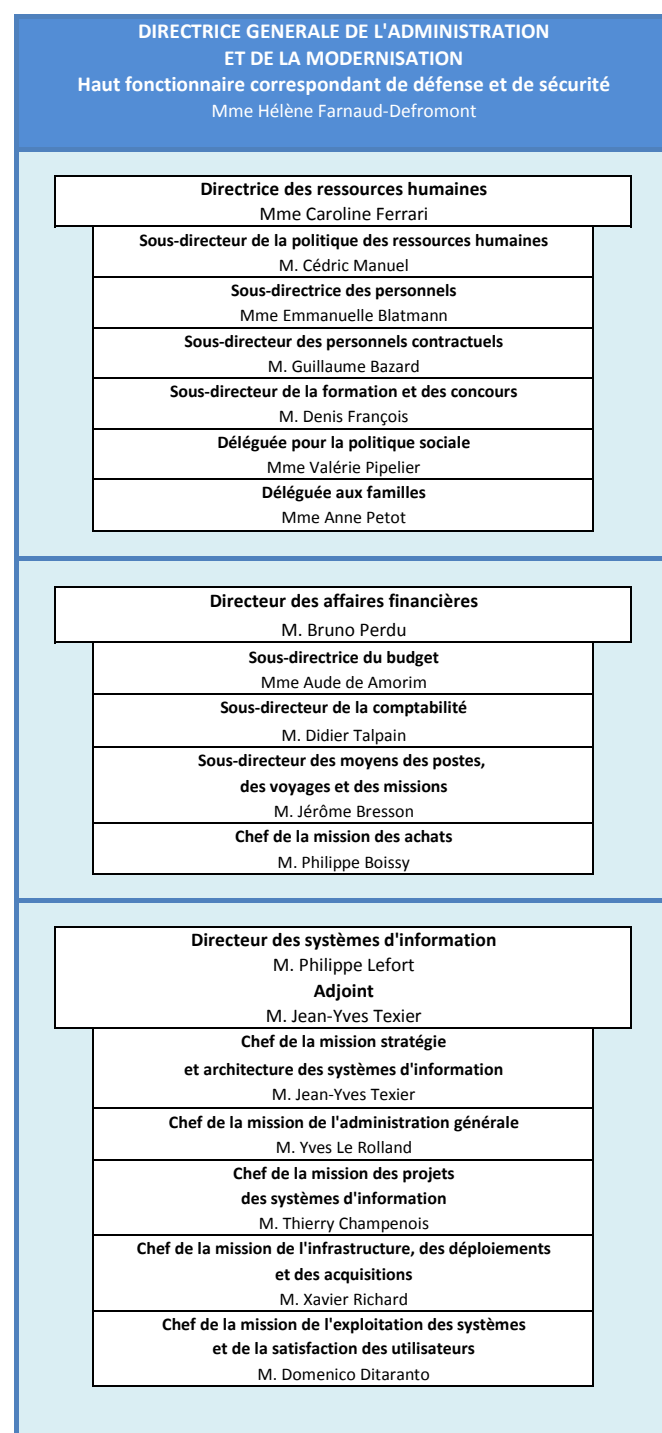 DIRECTRICE GENERALE DE L'ADMINISTRATION
ET DE LA MODERNISATION
Haut fonctionnaire correspondant de défense et de sécurité
Mme Hélène Farnaud-Defromont
Directrice des ressources humaines
Mme Caroline Ferrari
Sous-directeur de la politique des ressources humaines
M. Cédric Manuel
Sous-directrice des personnels
Mme Emmanuelle Blatmann
Sous-directeur des personnels contractuels
M. Guillaume Bazard
Sous-directeur de la formation et des concours
M. Denis François
Déléguée pour la politique sociale
Mme Valérie Pipelier
Déléguée aux familles
Mme Anne Petot
Directeur des affaires financières
M. Bruno Perdu
Sous-directrice du budget
Mme Aude de Amorim
Sous-directeur de la comptabilité
M. Didier Talpain
Sous-directeur des moyens des postes,
des voyages et des missions
M. Jérôme Bresson
Chef de la mission des achats
M. Philippe Boissy
Directeur des systèmes d'information
M. Philippe Lefort
Adjoint
M. Jean-Yves Texier
Chef de la mission stratégie
et architecture des systèmes d'information
M. Jean-Yves Texier
Chef de la mission de l'administration générale
M. Yves Le Rolland
Chef de la mission des projets
des systèmes d'information
M. Thierry Champenois
Chef de la mission de l'infrastructure, des déploiements
et des acquisitions
M. Xavier Richard
Chef de la mission de l'exploitation des systèmes
et de la satisfaction des utilisateurs
M. Domenico Ditaranto